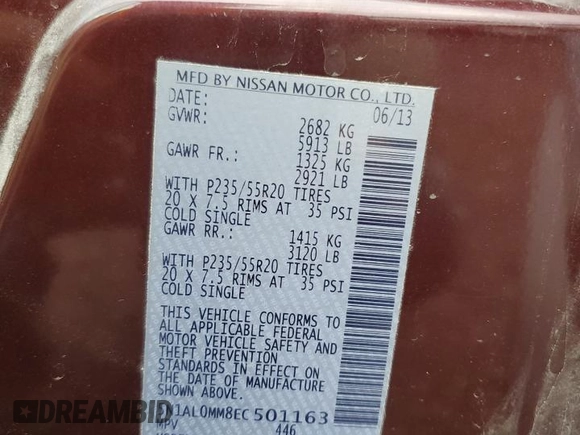 MFD BY NISSAN MOTOR CO., LTD.
DATE: 06/13
GVWR: 2682 KG
5913 LB
GAWR FR.: 1325 KG
2921 LB
WITH P235/55R20 TIRES
20 X 7.5 RIMS AT 35 PSI
COLD SINGLE
GAWR RR.: 1415 KG
3120 LB
WITH P235/55R20 TIRES
20 X 7.5 RIMS AT 35 PSI
COLD SINGLE
THIS VEHICLE CONFORMS TO
ALL APPLICABLE FEDERAL
MOTOR VEHICLE SAFETY AND
THEFT PREVENTION
STANDARDS IN EFFECT ON
THE DATE OF MANUFACTURE
SHOWN ABOVE.
1AL0MM8EC501163
MPV 446
DREAMBID